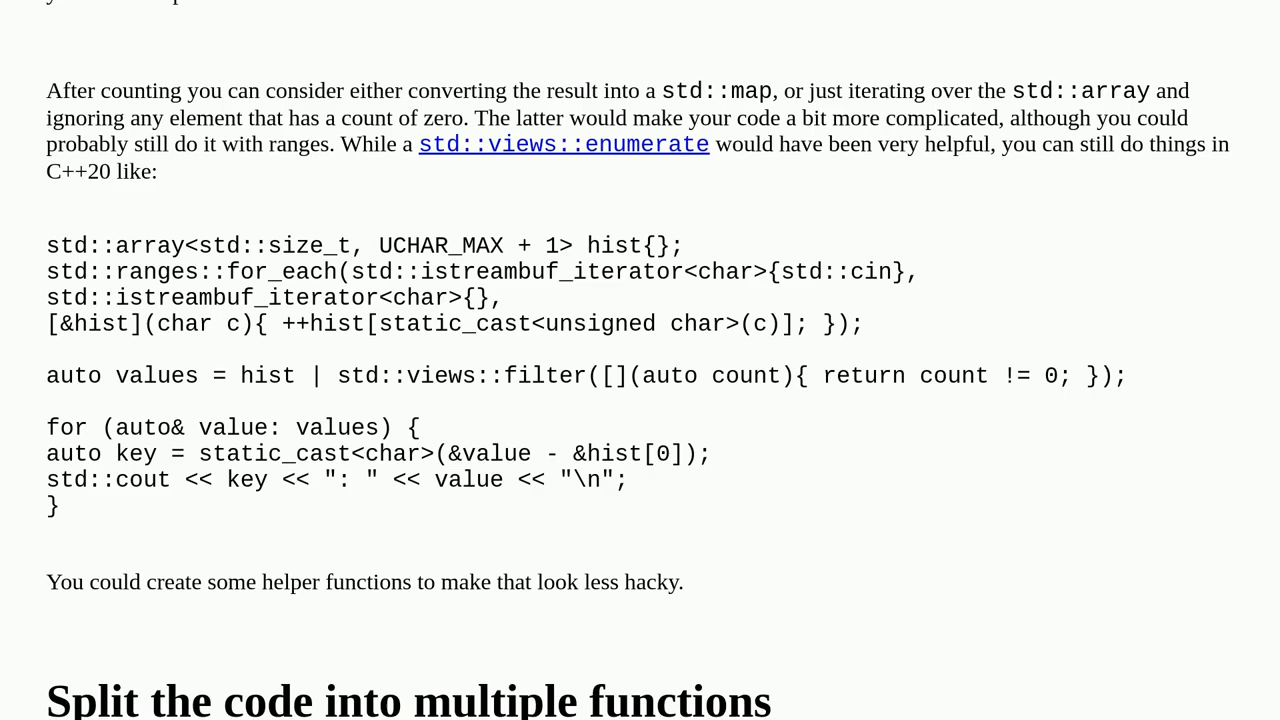 After counting you can consider either converting the result into a std::map, or just iterating over the std::array and
ignoring any element that has a count of zero. The latter would make your code a bit more complicated, although you could
probably still do it with ranges. While a std::views::enumerate would have been very helpful, you can still do things in
C++20 like:
std::array<std::size_t, UCHAR_MAX + 1> hist{};
std::ranges::for_each(std::istreambuf_iterator<char>{std::cin},
std::istreambuf_iterator<char>{},
[&hist](char c){ ++hist[static_cast<unsigned char>(c)]; });
auto values = hist | std::views::filter([](auto count){ return count != 0; });
for (auto& value: values) {
auto key = static_cast<char>(&value - &hist[0]);
std::cout << key << ": " << value << "\n";
}
You could create some helper functions to make that look less hacky.
Split the code into multiple functions